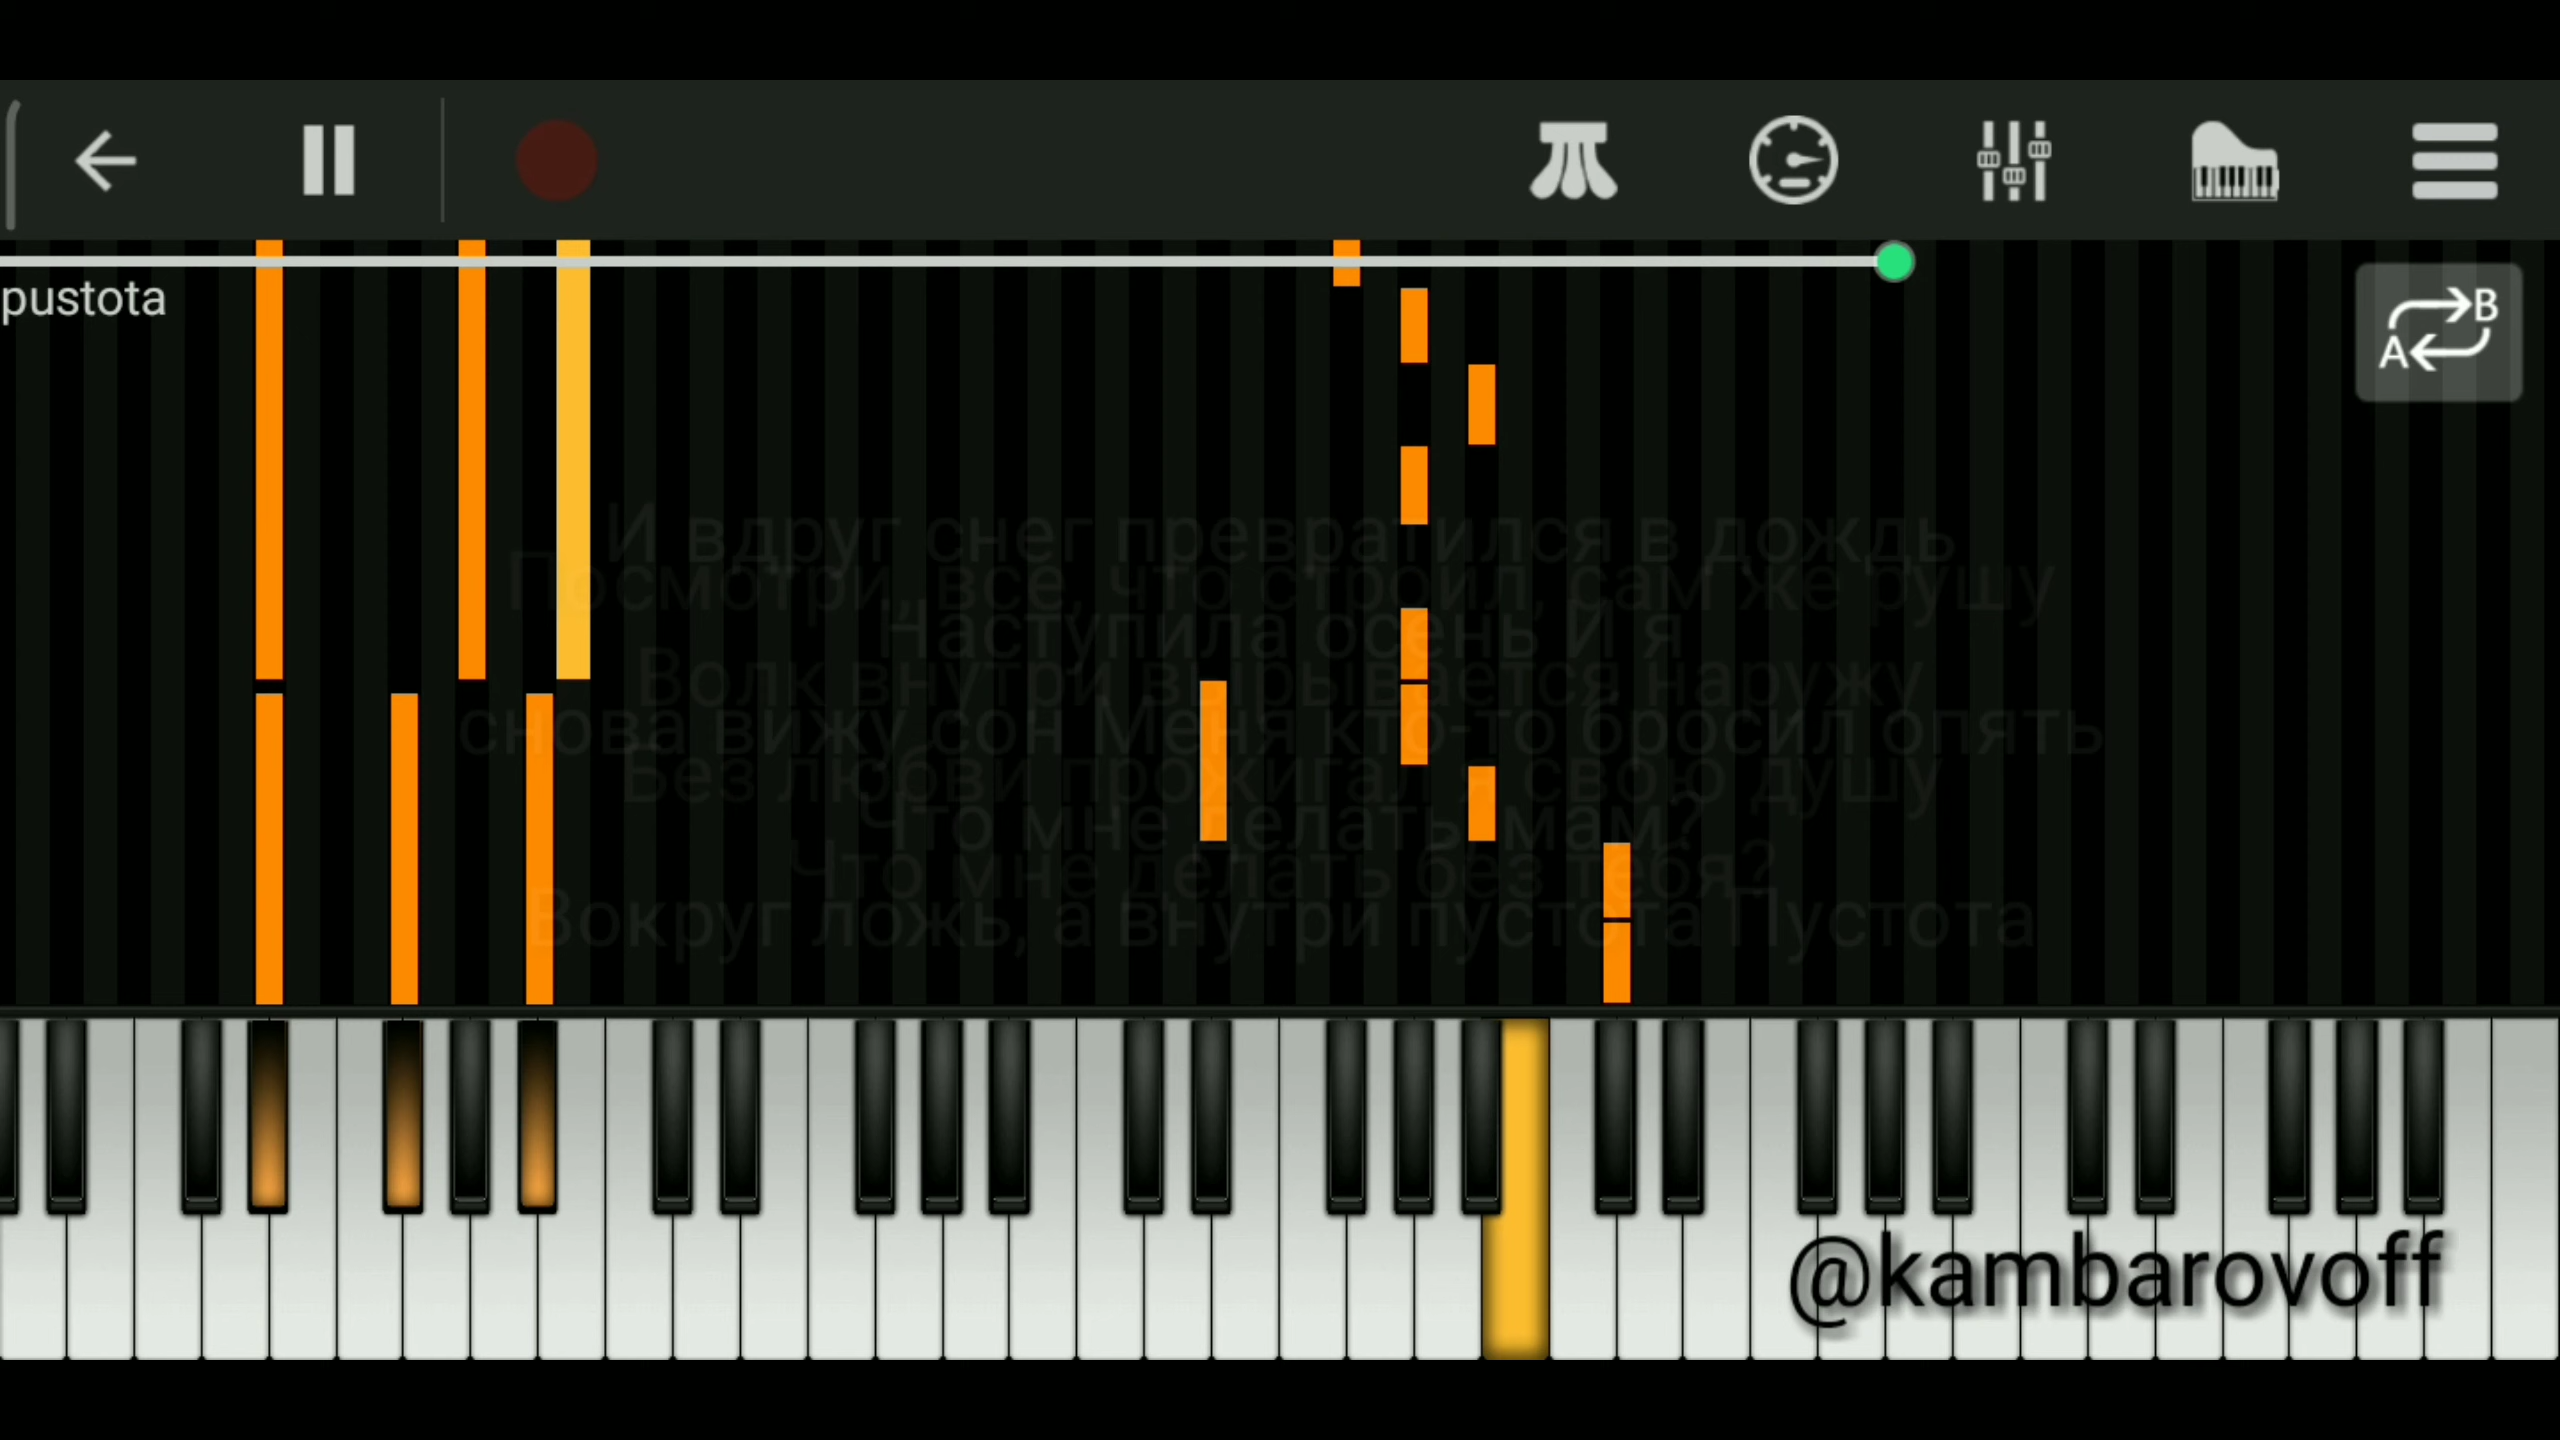 pustota
B
A
И вдруг снег превратился в дождь
Посмотри, все, что строил, сам же рушу
Наступила осень И я
Волк внутри вырывается наружу
снова вижу сон Меня кто-то бросил опять
Без любви прожигал я свою душу
Что мне делать, мам?
Что мне делать без тебя?
Вокруг ложь, а внутри пустота Пустота
@kambarovoff